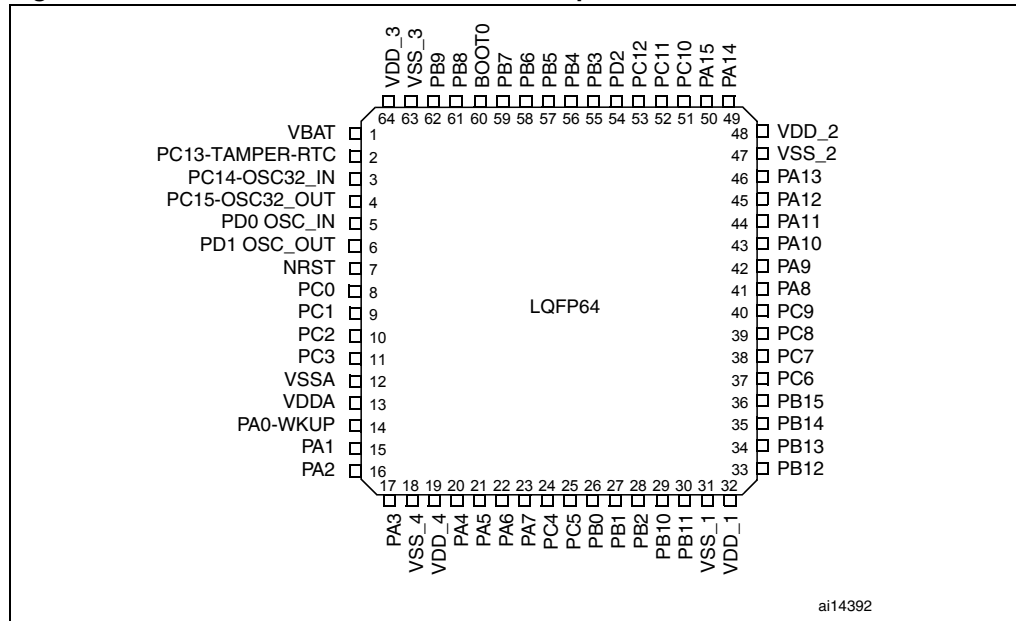 VDD_3
VSS_3
PB9
PB8
BOOT0
PB7
PB6
PB5
PB4
PB3
PD2
PC12
PC11
PC10
PA15
PA14
64 63 62 61 60 59 58 57 56 55 54 53 52 51 50 49
VBAT 1
PC13-TAMPER-RTC 2
PC14-OSC32_IN 3
PC15-OSC32_OUT 4
PD0 OSC_IN 5
PD1 OSC_OUT 6
NRST 7
PC0 8
PC1 9
PC2 10
PC3 11
VSSA 12
VDDA 13
PA0-WKUP 14
PA1 15
PA2 16
LQFP64
48 VDD_2
47 VSS_2
46 PA13
45 PA12
44 PA11
43 PA10
42 PA9
41 PA8
40 PC9
39 PC8
38 PC7
37 PC6
36 PB15
35 PB14
34 PB13
33 PB12
17 18 19 20 21 22 23 24 25 26 27 28 29 30 31 32
PA3
VSS_4
VDD_4
PA4
PA5
PA6
PA7
PC4
PC5
PB0
PB1
PB2
PB10
PB11
VSS_1
VDD_1
ai14392